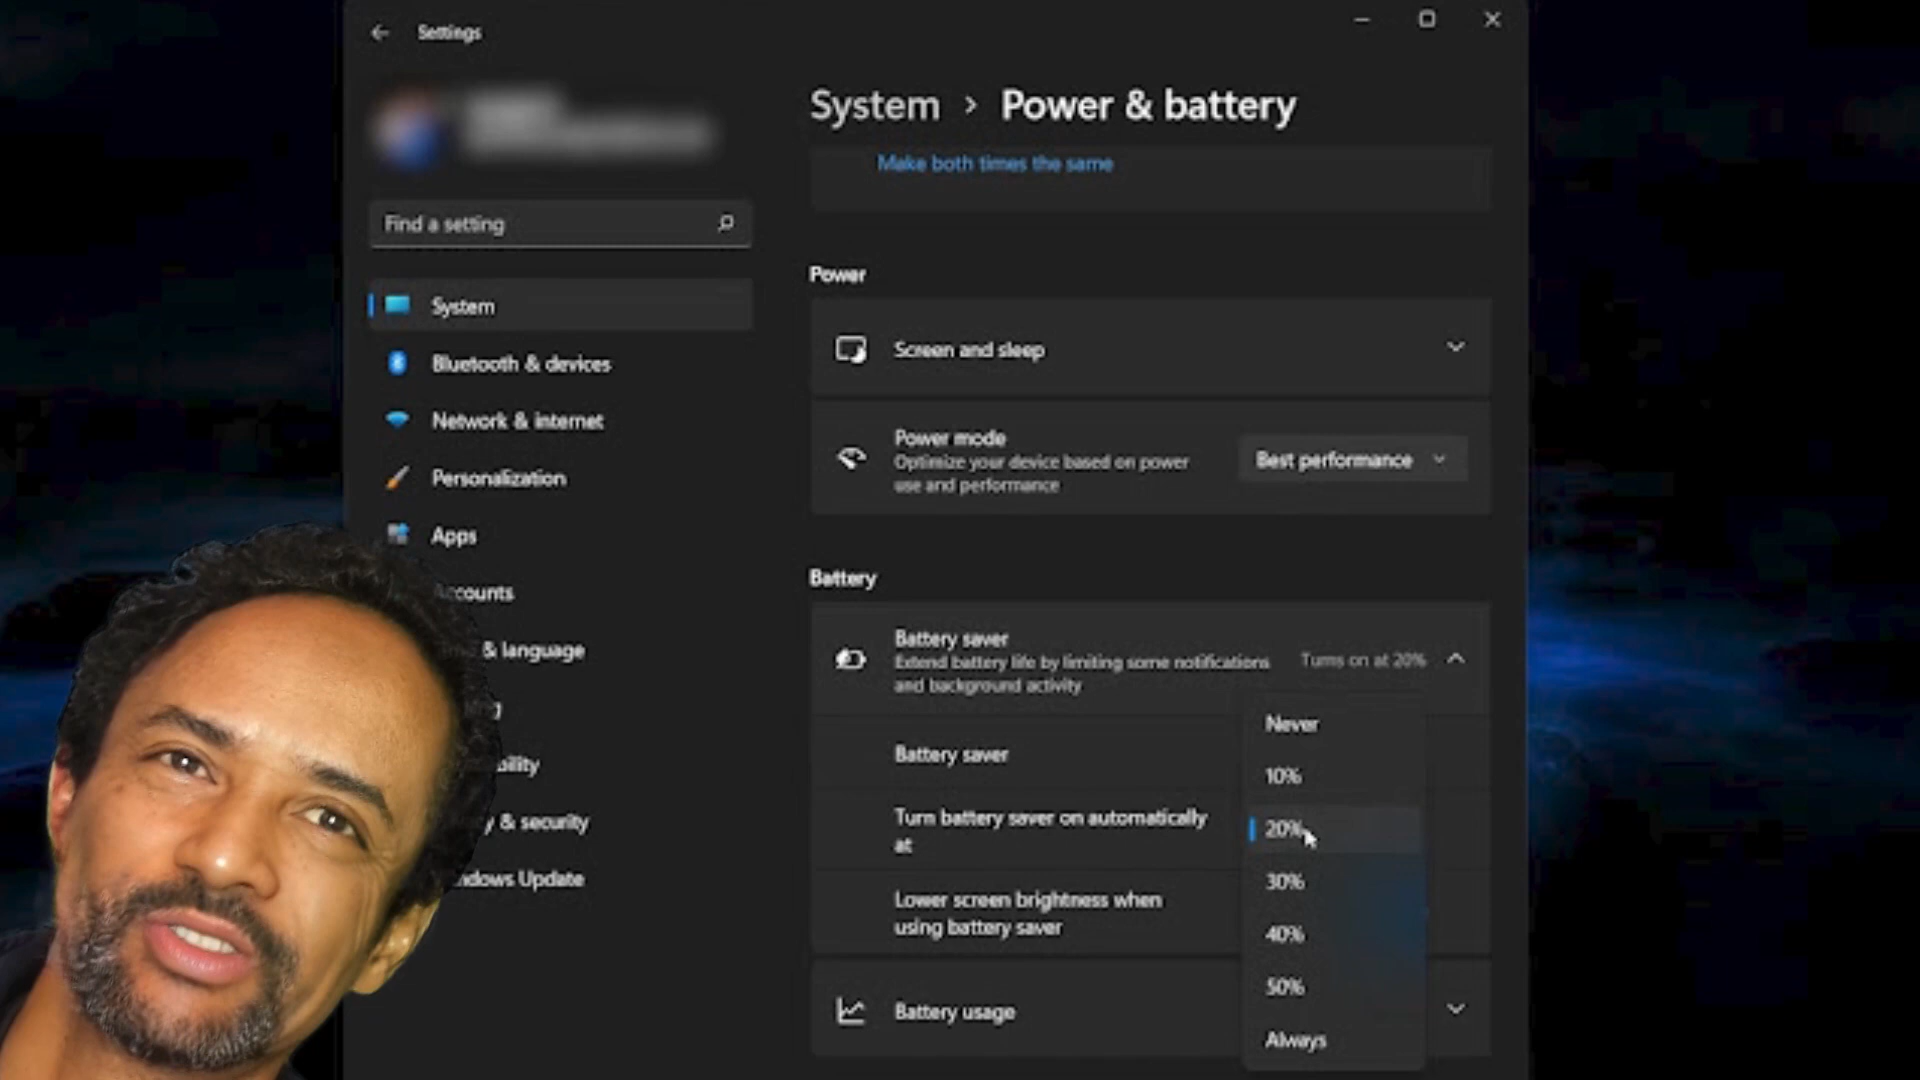 Settings
System > Power & battery
Make both times the same
Find a setting
System
Bluetooth & devices
Network & internet
Personalization
Apps
ccounts
& language
& security
ndows Update
Power
Screen and sleep
Power mode
Optimize your device based on power
use and performance
Best performance
Battery
Battery saver
Extend battery life by limiting some notifications
and background activity
Turns on at 20%
Battery saver
Turn battery saver on automatically
at
Lower screen brightness when
using battery saver
Never
10%
20%
30%
40%
50%
Always
Battery usage